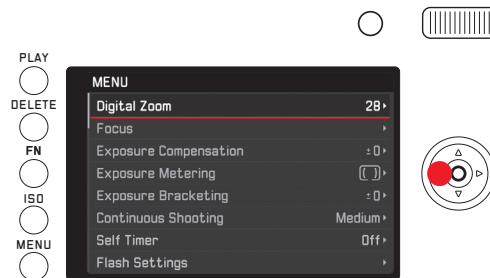 PLAY
DELETE
FN
ISO
MENU
MENU
Digital Zoom 28
Focus
Exposure Compensation ±0
Exposure Metering
Exposure Bracketing ±0
Continuous Shooting Medium
Self Timer Off
Flash Settings